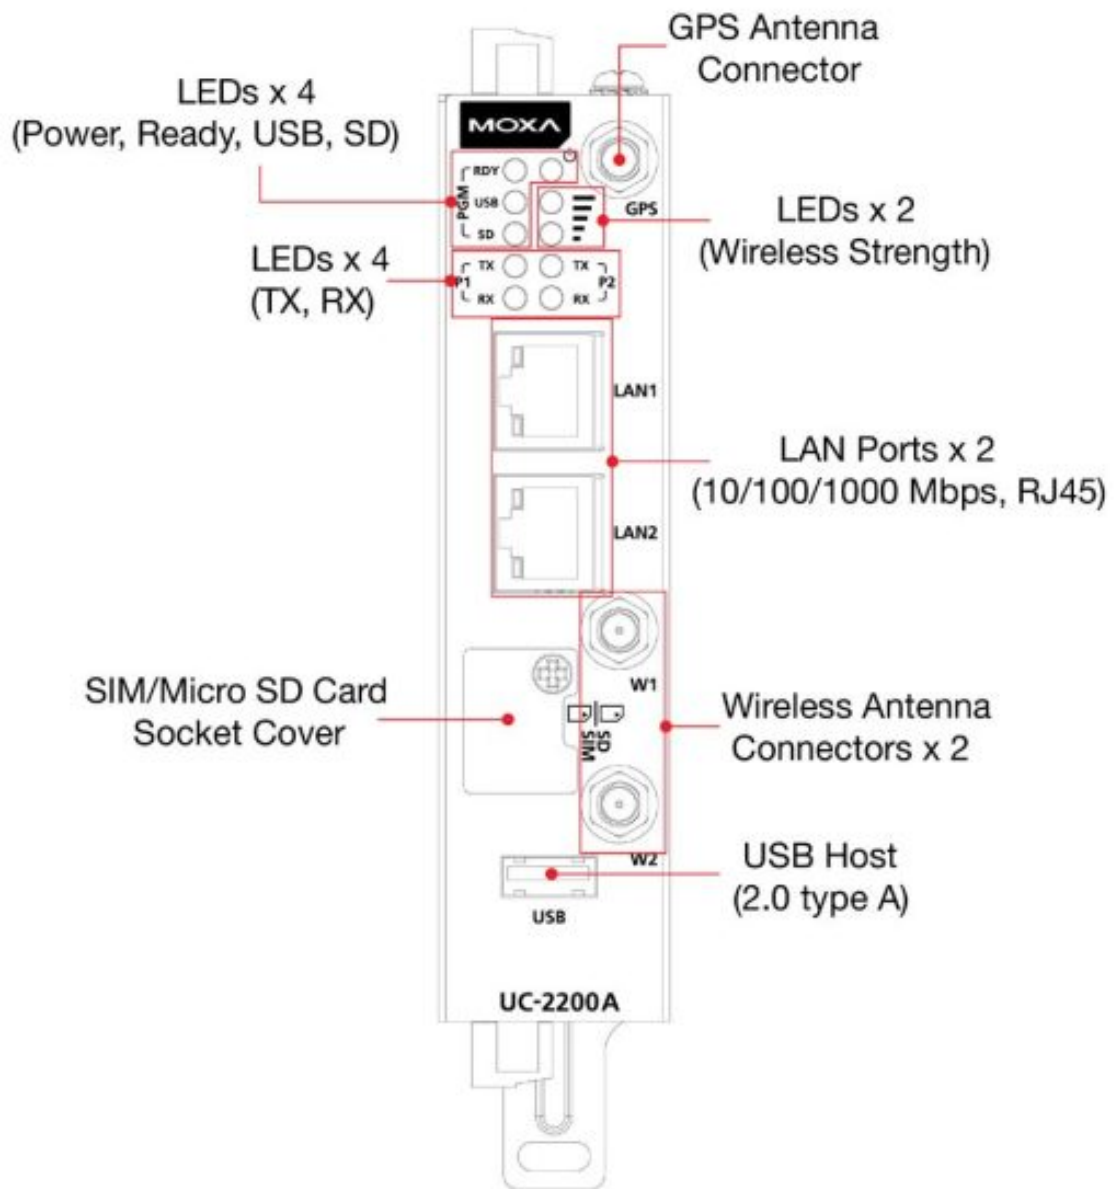 GPS Antenna
Connector
LEDs x 4
(Power, Ready, USB, SD)
MOXA
RDY
PGM
USB
SD
GPS
LEDs x 2
(Wireless Strength)
LEDs x 4
(TX, RX)
P1
TX
TX
P2
RX
RX
LAN1
LAN Ports x 2
(10/100/1000 Mbps, RJ45)
LAN2
SIM/Micro SD Card
Socket Cover
W1
SD
SIM
Wireless Antenna
Connectors x 2
W2
USB Host
(2.0 type A)
USB
UC-2200A